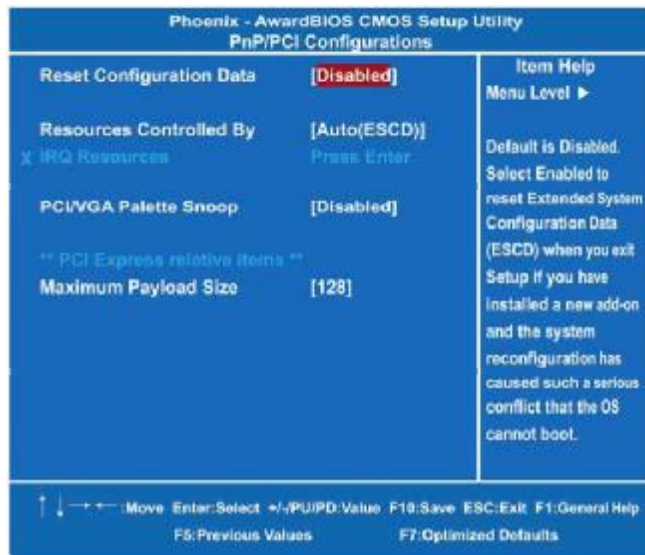 Phoenix - AwardBIOS CMOS Setup Utility
PnP/PCI Configurations
Reset Configuration Data [Disabled]
Resources Controlled By [Auto(ESCD)]
X IRQ Resources Press Enter
PCI/VGA Palette Snoop [Disabled]
** PCI Express relative items **
Maximum Payload Size [128]
Item Help
Menu Level ►
Default is Disabled.
Select Enabled to
reset Extended System
Configuration Data
(ESCD) when you exit
Setup if you have
installed a new add-on
and the system
reconfiguration has
caused such a serious
conflict that the OS
cannot boot.
↑ ↓ → ← :Move Enter:Select +/-/PU/PD:Value F10:Save ESC:Exit F1:General Help
F5:Previous Values F7:Optimized Defaults